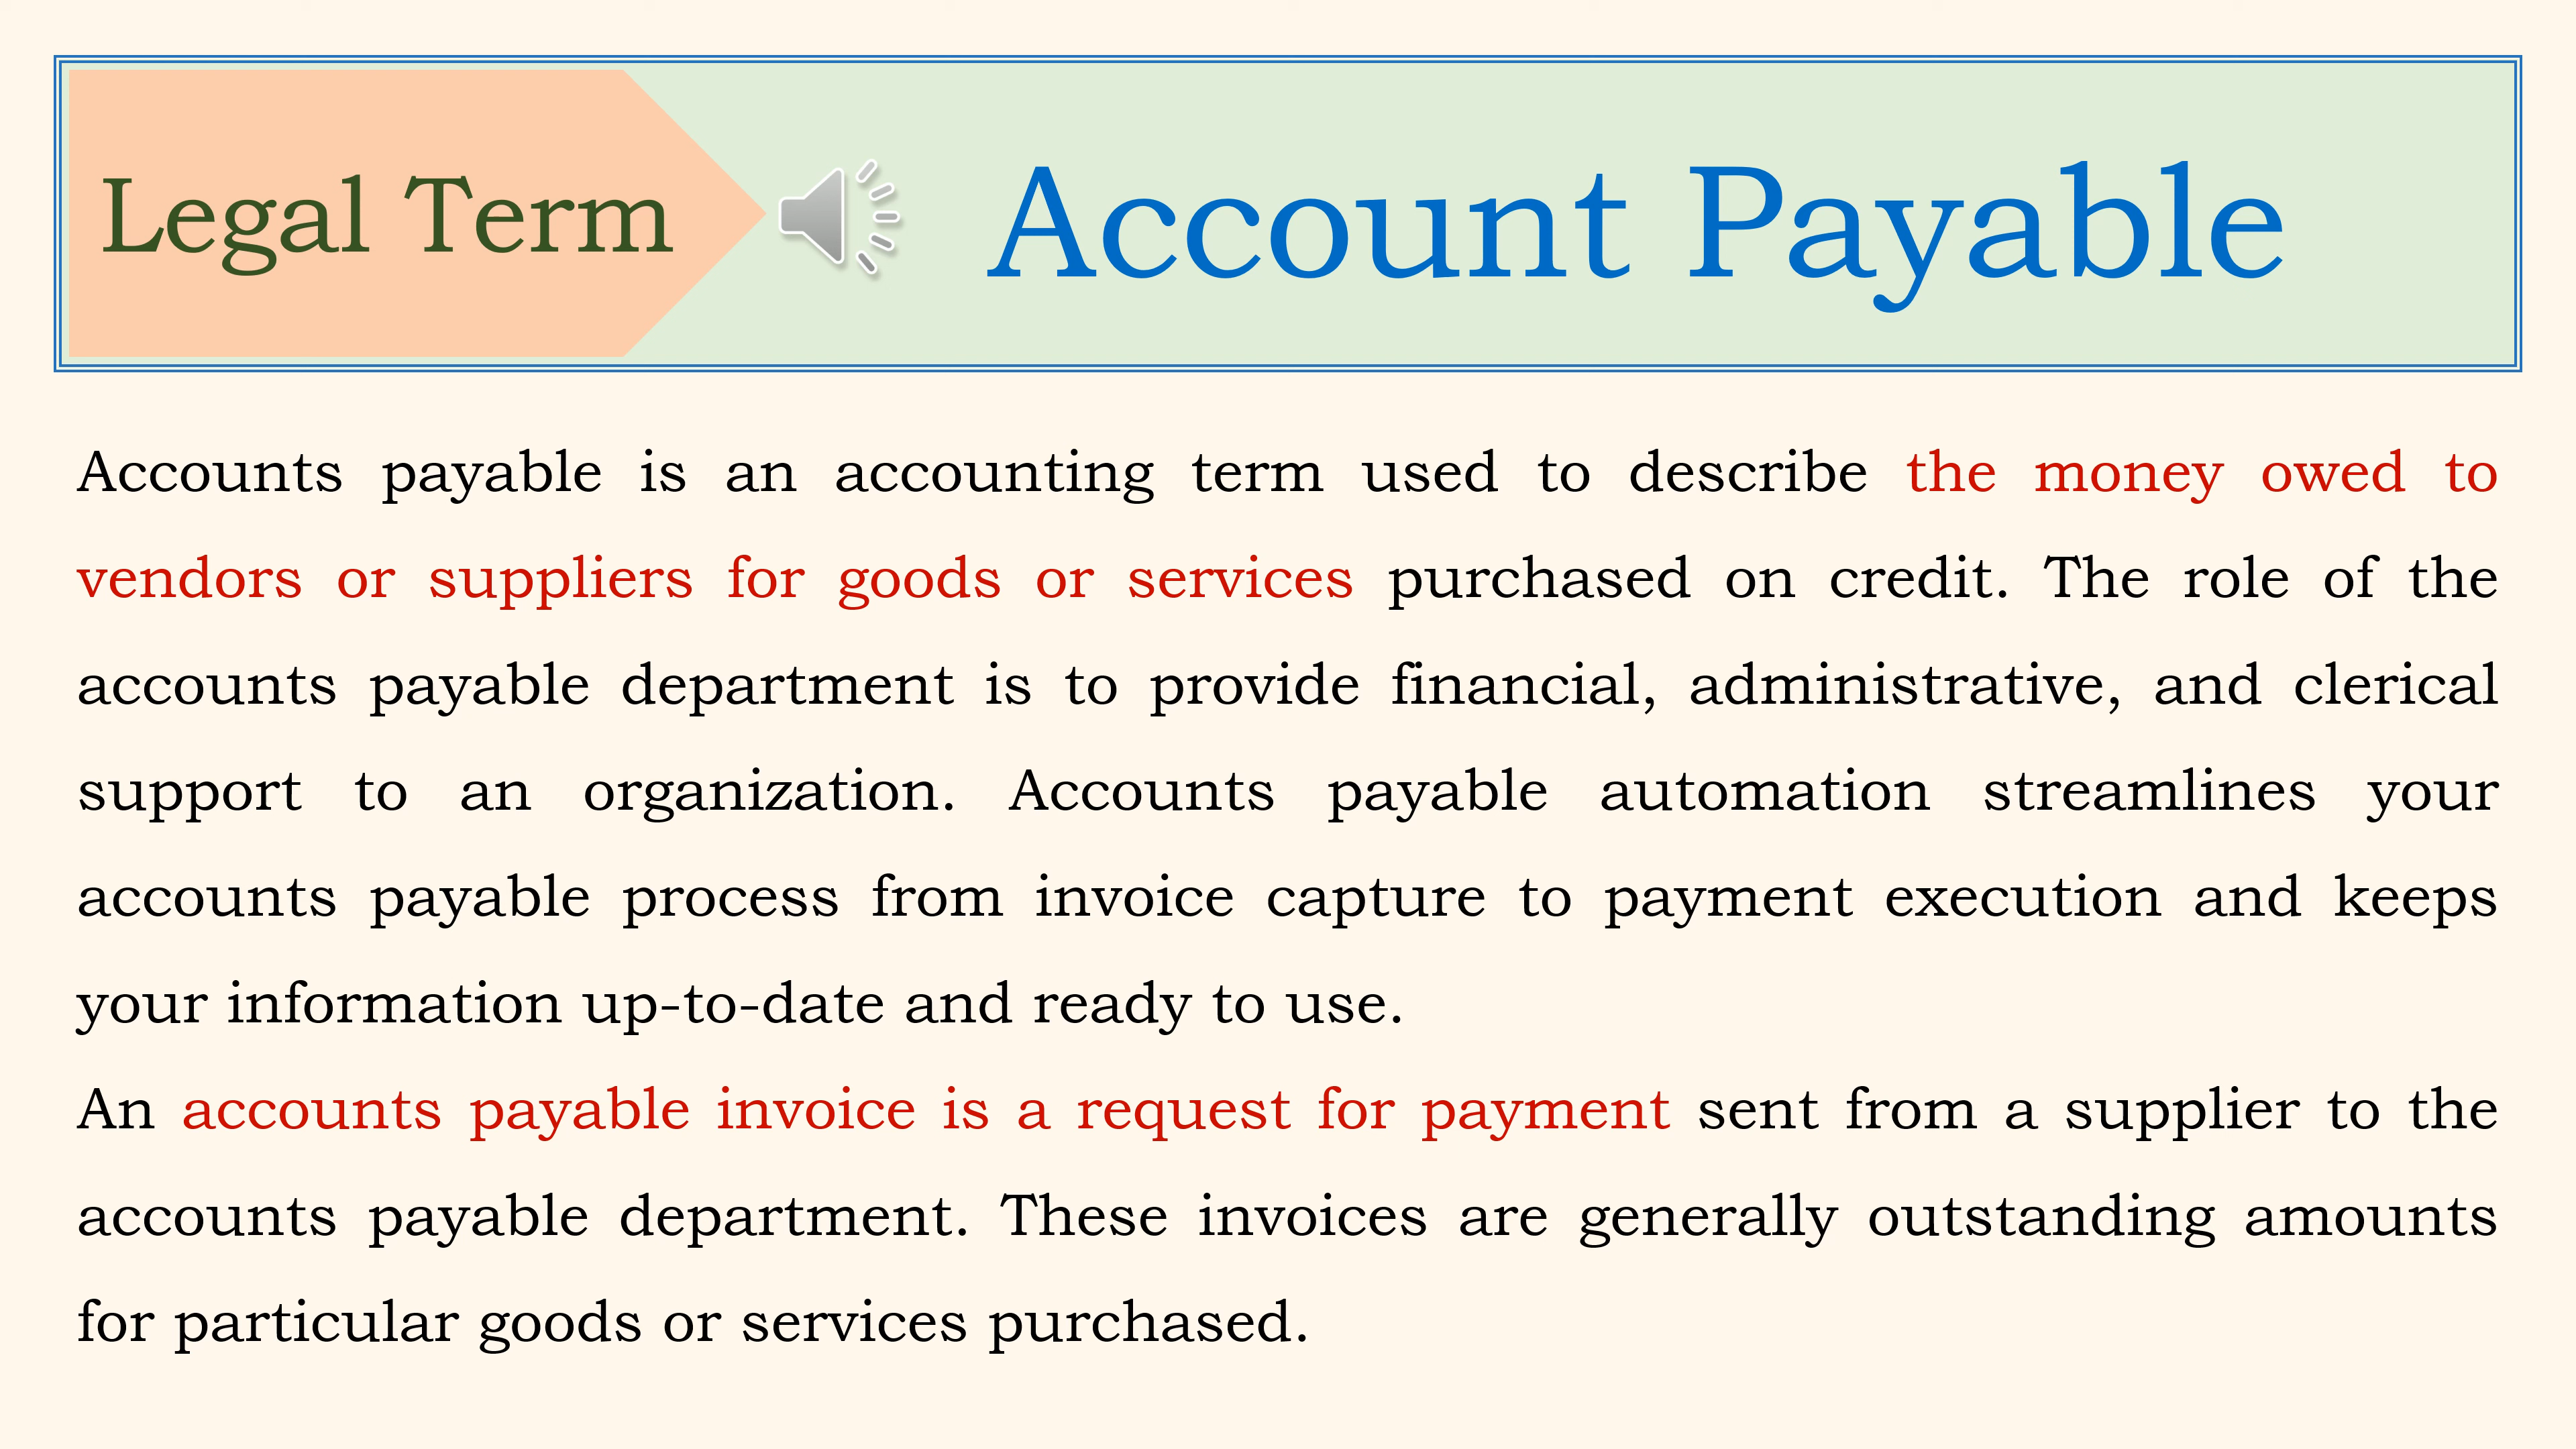 Legal Term
Account Payable
Accounts payable is an accounting term used to describe the money owed to
vendors or suppliers for goods or services purchased on credit. The role of the
accounts payable department is to provide financial, administrative, and clerical
support to an organization. Accounts payable automation streamlines your
accounts payable process from invoice capture to payment execution and keeps
your information up-to-date and ready to use.
An accounts payable invoice is a request for payment sent from a supplier to the
accounts payable department. These invoices are generally outstanding amounts
for particular goods or services purchased.